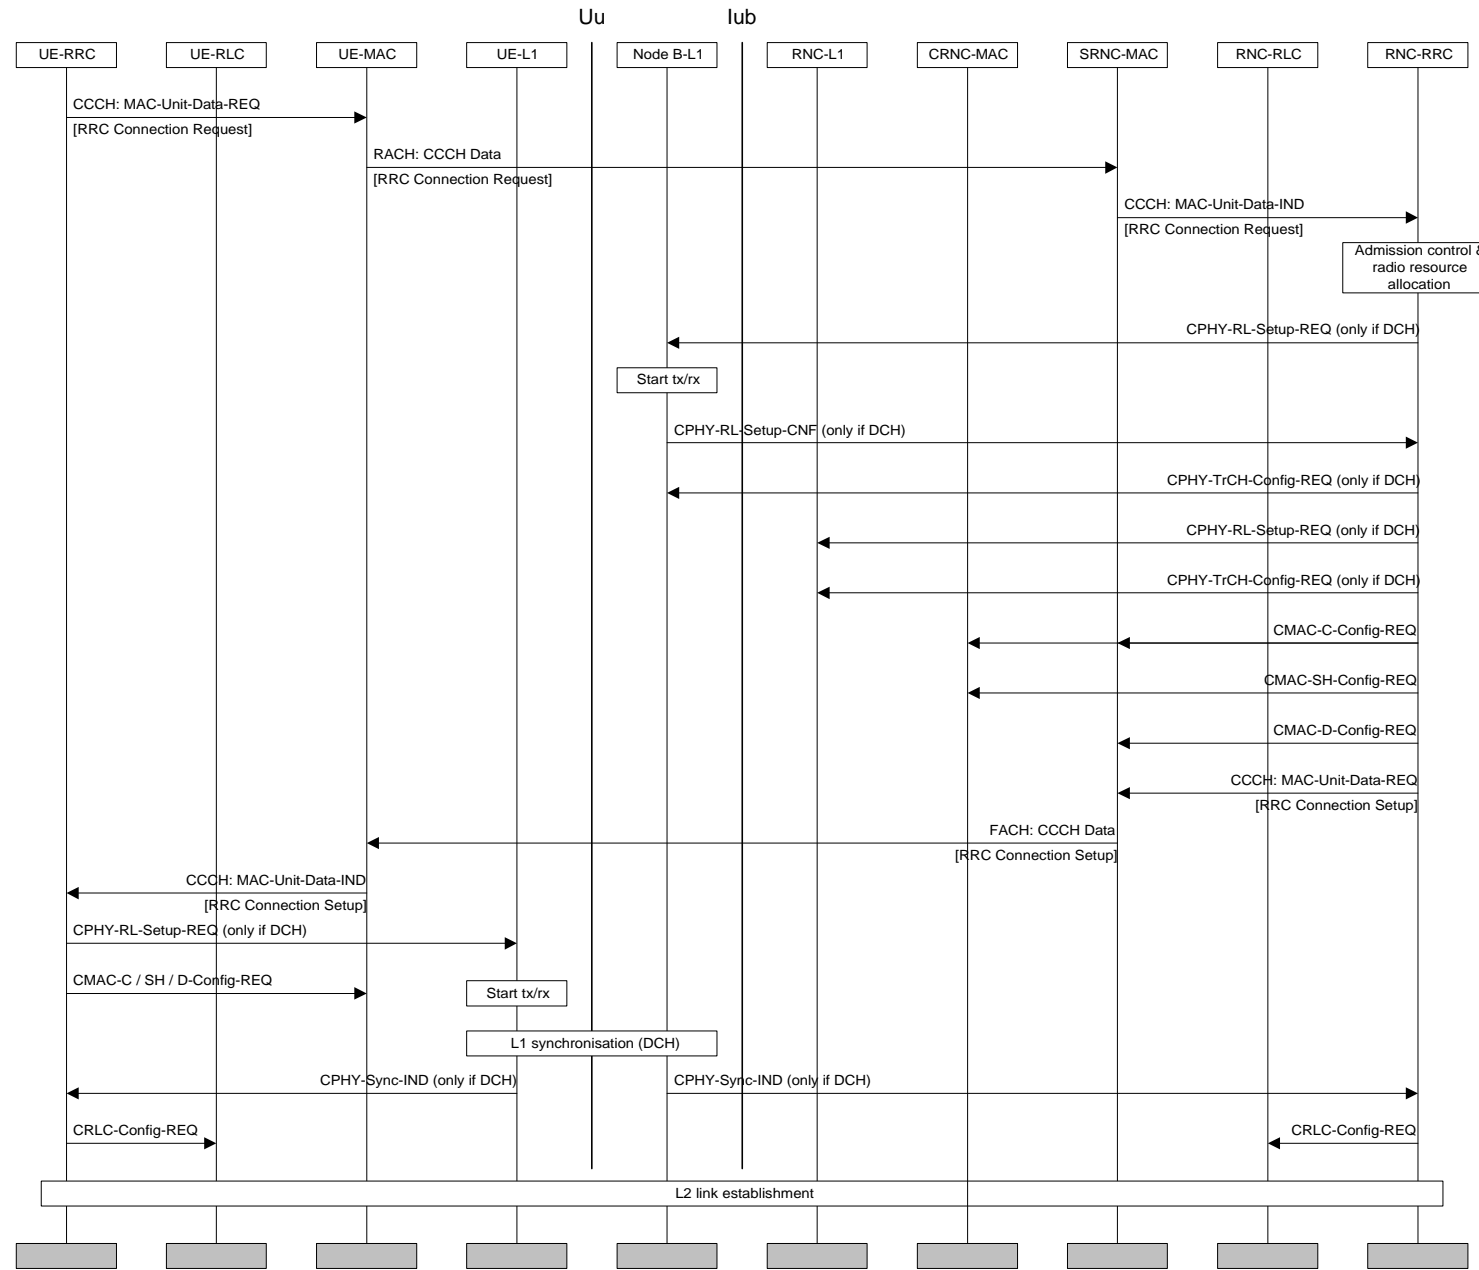 Uu
Iub
UE-RRC
UE-RLC
UE-MAC
UE-L1
Node B-L1
RNC-L1
CRNC-MAC
SRNC-MAC
RNC-RLC
RNC-RRC
CCCH: MAC-Unit-Data-REQ
[RRC Connection Request]
RACH: CCCH Data
[RRC Connection Request]
CCCH: MAC-Unit-Data-IND
[RRC Connection Request]
Admission control &
radio resource
allocation
CPHY-RL-Setup-REQ (only if DCH)
Start tx/rx
CPHY-RL-Setup-CNF (only if DCH)
CPHY-TrCH-Config-REQ (only if DCH)
CPHY-RL-Setup-REQ (only if DCH)
CPHY-TrCH-Config-REQ (only if DCH)
CMAC-C-Config-REQ
CMAC-SH-Config-REQ
CMAC-D-Config-REQ
CCCH: MAC-Unit-Data-REQ
[RRC Connection Setup]
FACH: CCCH Data
[RRC Connection Setup]
CCCH: MAC-Unit-Data-IND
[RRC Connection Setup]
CPHY-RL-Setup-REQ (only if DCH)
CMAC-C / SH / D-Config-REQ
Start tx/rx
L1 synchronisation (DCH)
CPHY-Sync-IND (only if DCH)
CPHY-Sync-IND (only if DCH)
CRLC-Config-REQ
CRLC-Config-REQ
L2 link establishment